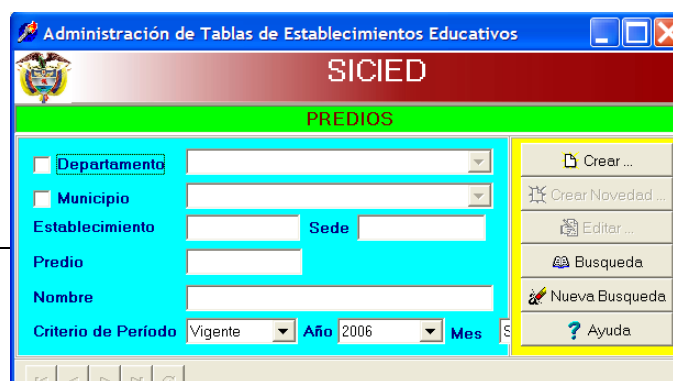 Administración de Tablas de Establecimientos Educativos
SICIED
PREDIOS
Departamento
Municipio
Establecimiento Sede
Predio
Nombre
Criterio de Período Vigente Año 2006 Mes S
Crear ...
Crear Novedad ...
Editar ...
Busqueda
Nueva Busqueda
? Ayuda